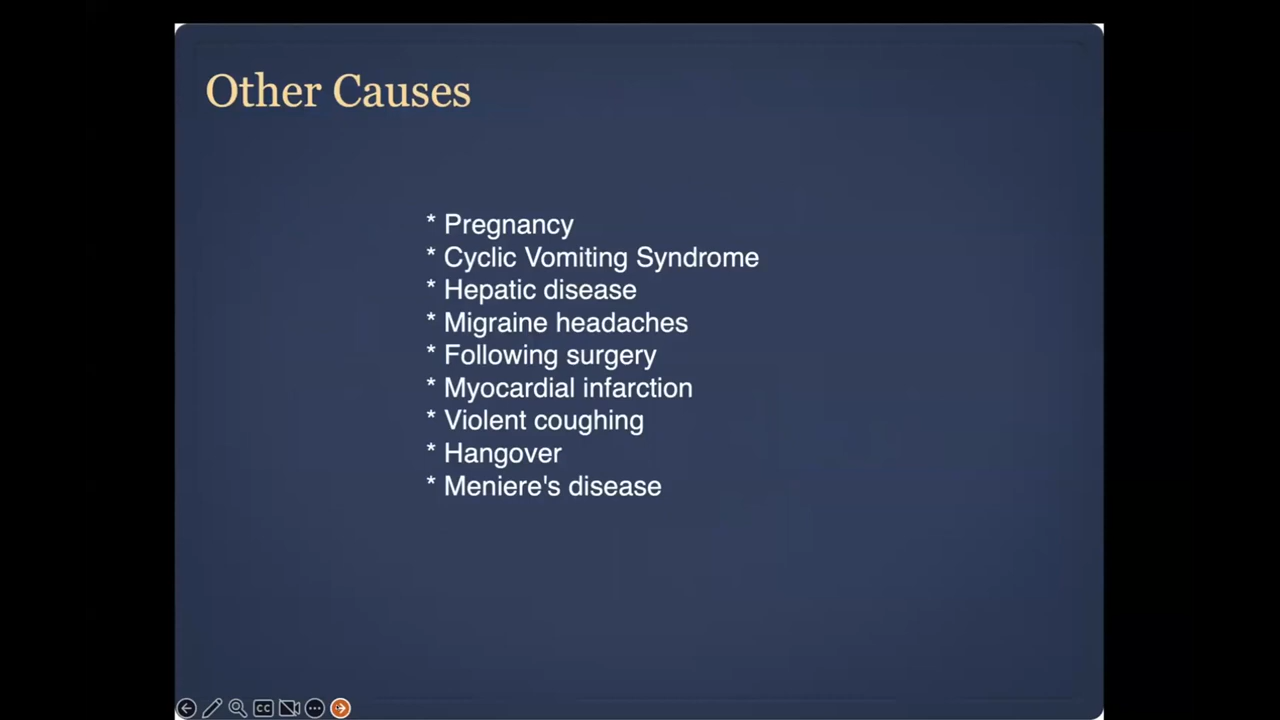 Other Causes
* Pregnancy
* Cyclic Vomiting Syndrome
* Hepatic disease
* Migraine headaches
* Following surgery
* Myocardial infarction
* Violent coughing
* Hangover
* Meniere's disease
CC